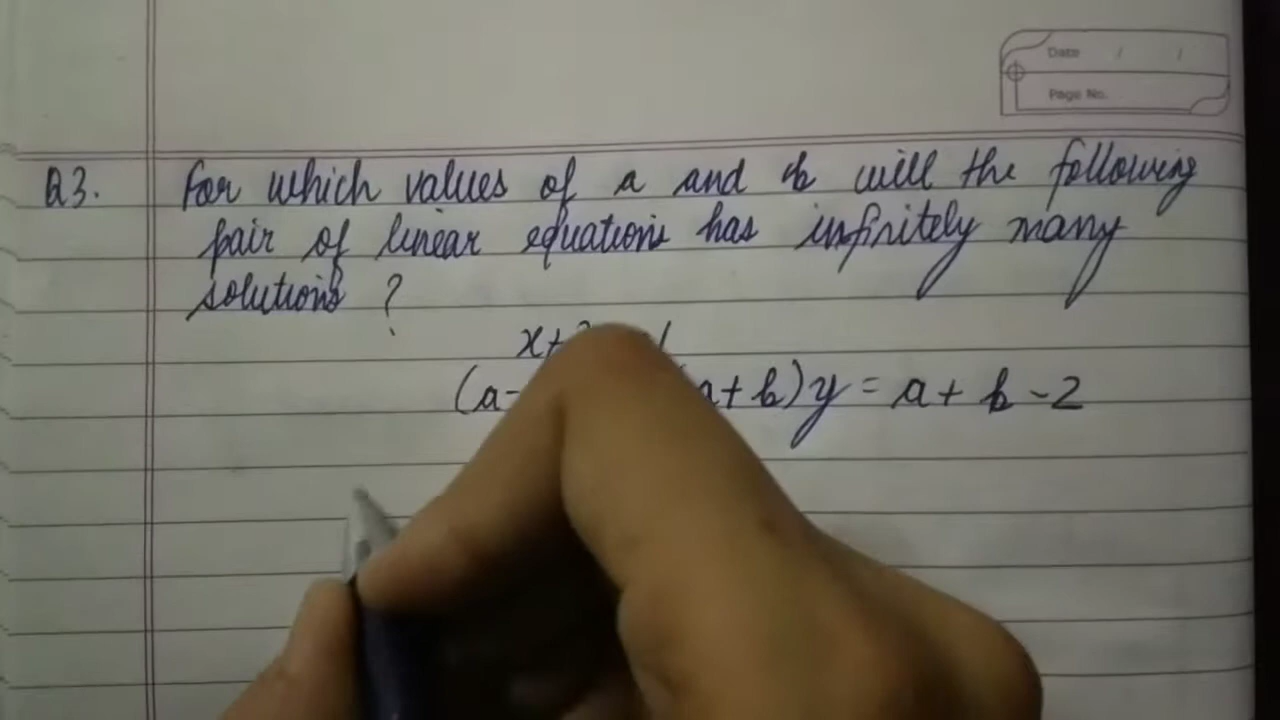 Date / /
Page No.
Q3. For which values of a and b will the following
pair of linear equations has infinitely many
solutions ?
x+
(a- a+b)y = a+b-2